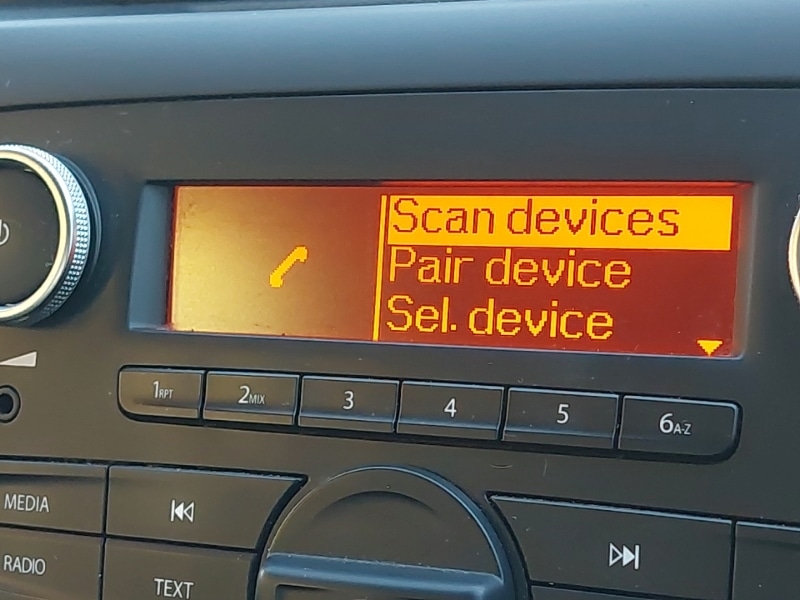 Scan devices
Pair device
Sel. device
1RPT
2MIX
3
4
5
6A-Z
MEDIA
RADIO
TEXT